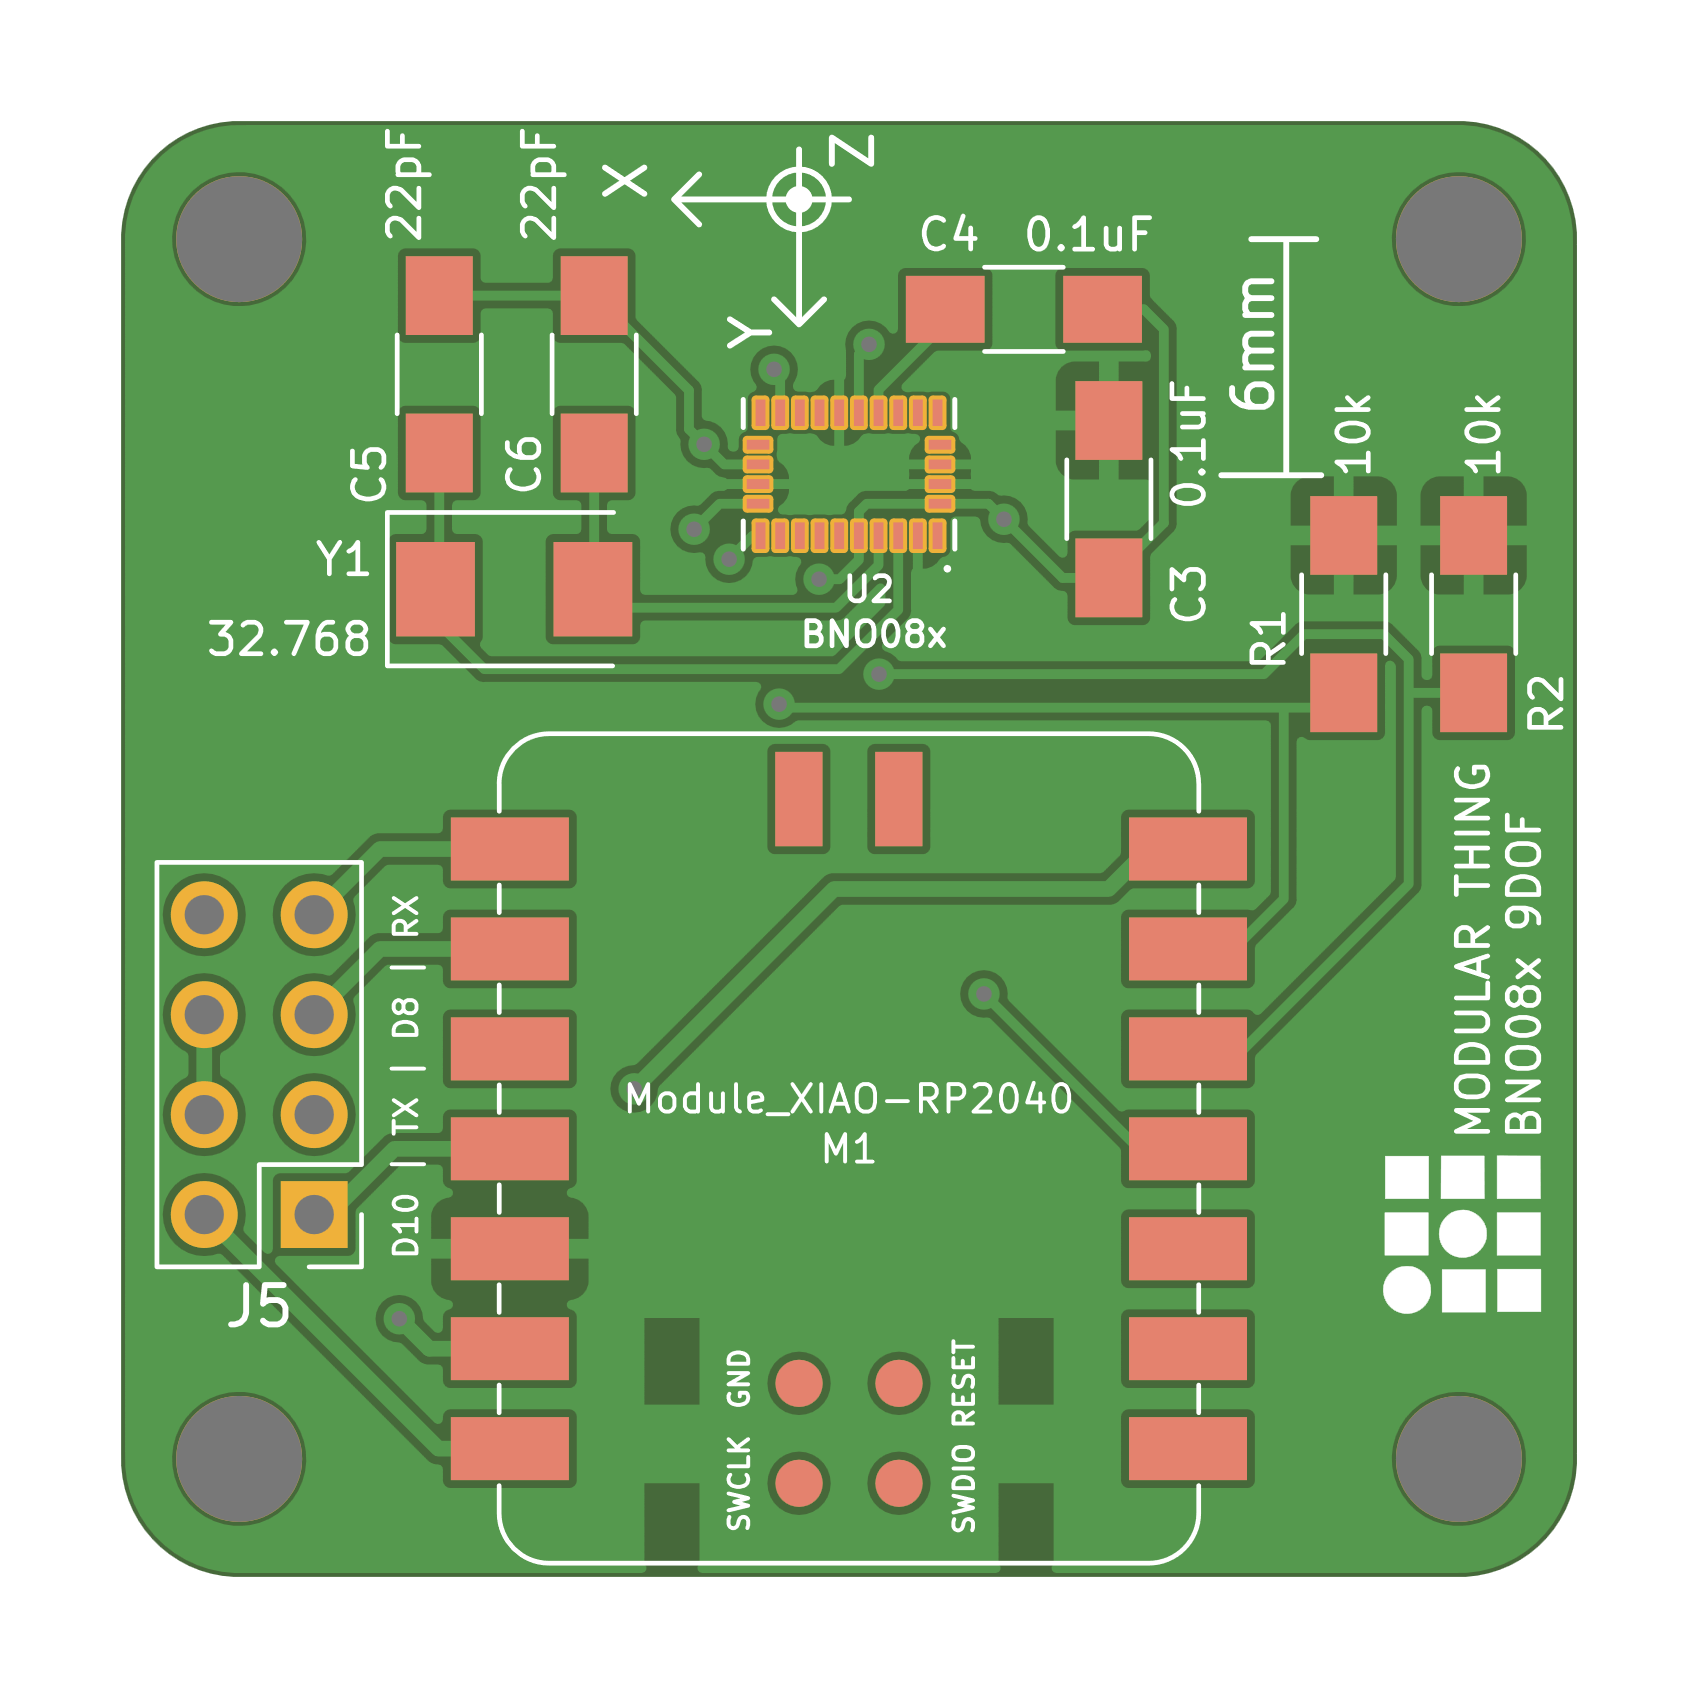 22pF
22pF
X
Z
Y
C4
0.1uF
6mm
0.1uF
10k
10k
C5
C6
Y1
32.768
U2
BNO08x
C3
R1
R2
MODULAR THING
BNO08x 9DOF
D10 | TX | D8 | RX
Module_XIAO-RP2040
M1
J5
SWCLK GND
SWDIO RESET